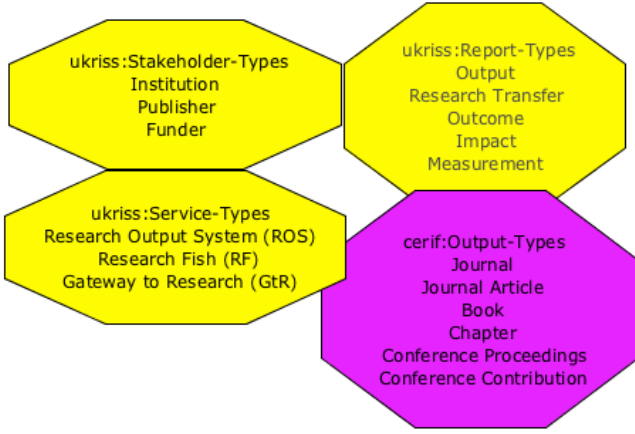 ukriss:Stakeholder-Types
Institution
Publisher
Funder
ukriss:Report-Types
Output
Research Transfer
Outcome
Impact
Measurement
ukriss:Service-Types
Research Output System (ROS)
Research Fish (RF)
Gateway to Research (GtR)
cerif:Output-Types
Journal
Journal Article
Book
Chapter
Conference Proceedings
Conference Contribution